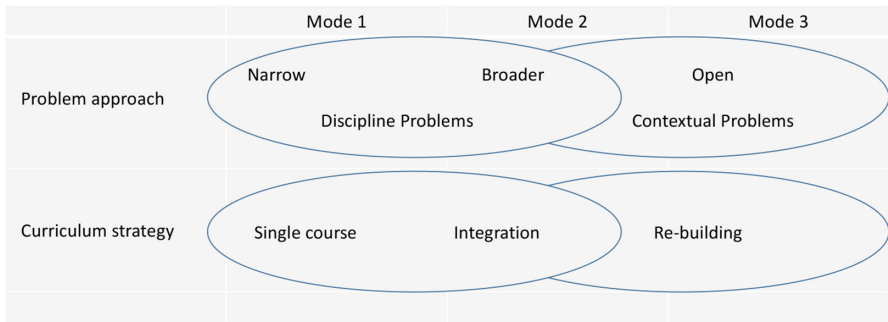 Mode 1 Mode 2 Mode 3
Narrow Broader Open
Problem approach
Discipline Problems Contextual Problems
Curriculum strategy Single course Integration Re-building